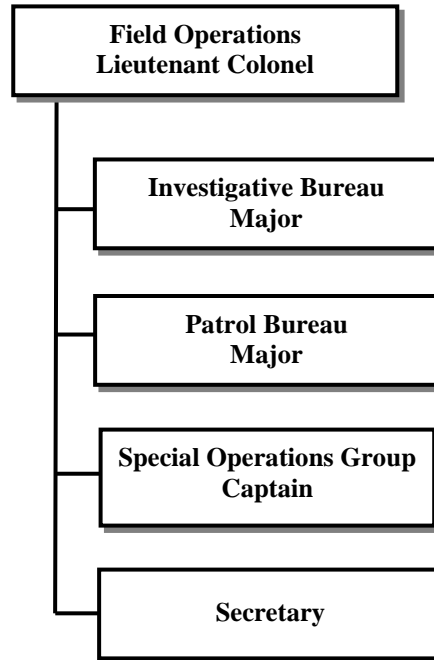 Field Operations
Lieutenant Colonel
Investigative Bureau
Major
Patrol Bureau
Major
Special Operations Group
Captain
Secretary